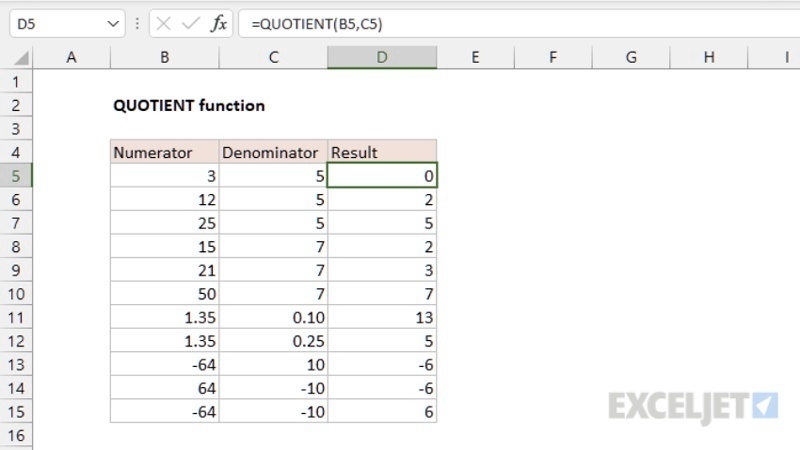 D5 fx =QUOTIENT(B5,C5)
A B C D E F G H I
1
2 QUOTIENT function
3
4 Numerator Denominator Result
5 3 5 0
6 12 5 2
7 25 5 5
8 15 7 2
9 21 7 3
10 50 7 7
11 1.35 0.10 13
12 1.35 0.25 5
13 -64 10 -6
14 64 -10 -6
15 -64 -10 6
EXCELJET
16